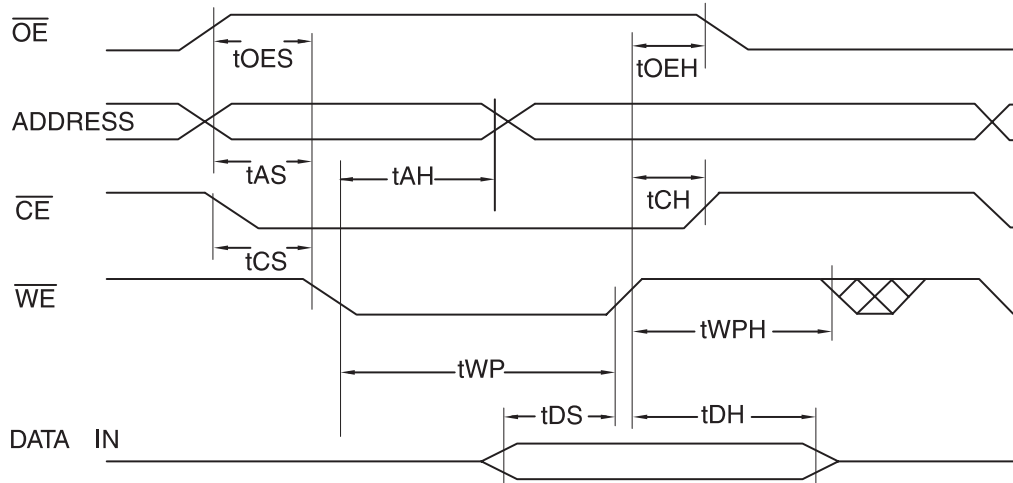 OE
tOES
tOEH
ADDRESS
tAS
tAH
tCH
CE
tCS
WE
tWPH
tWP
tDS
tDH
DATA IN